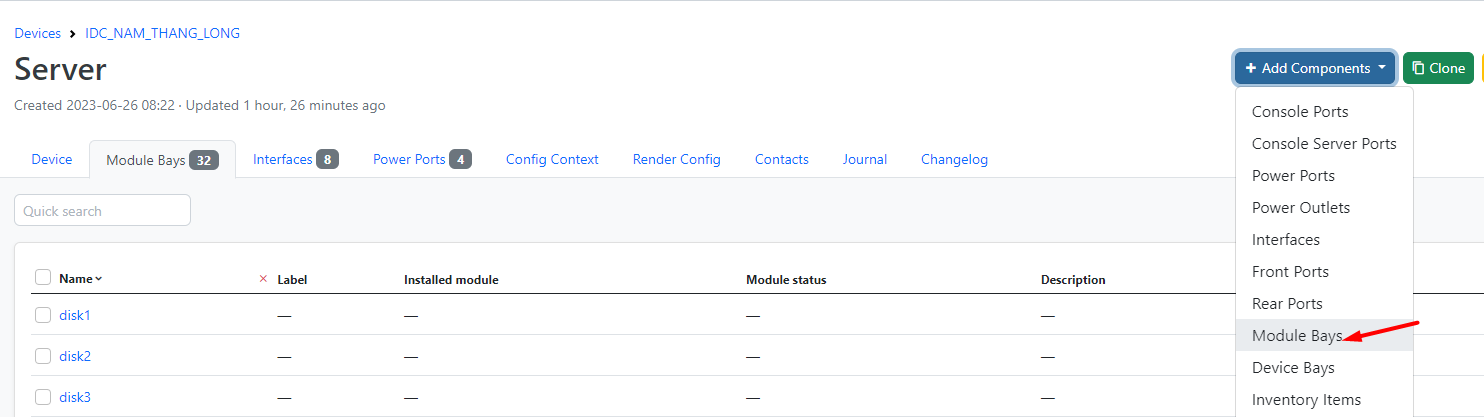 Devices > IDC_NAM_THANG_LONG
Server
+ Add Components
Clone
Created 2023-06-26 08:22 · Updated 1 hour, 26 minutes ago
Device Module Bays 32 Interfaces 8 Power Ports 4 Config Context Render Config Contacts Journal Changelog
Quick search
Name Label Installed module Module status Description
disk1 — — — —
disk2 — — — —
disk3 — — — —
Console Ports
Console Server Ports
Power Ports
Power Outlets
Interfaces
Front Ports
Rear Ports
Module Bays
Device Bays
Inventory Items